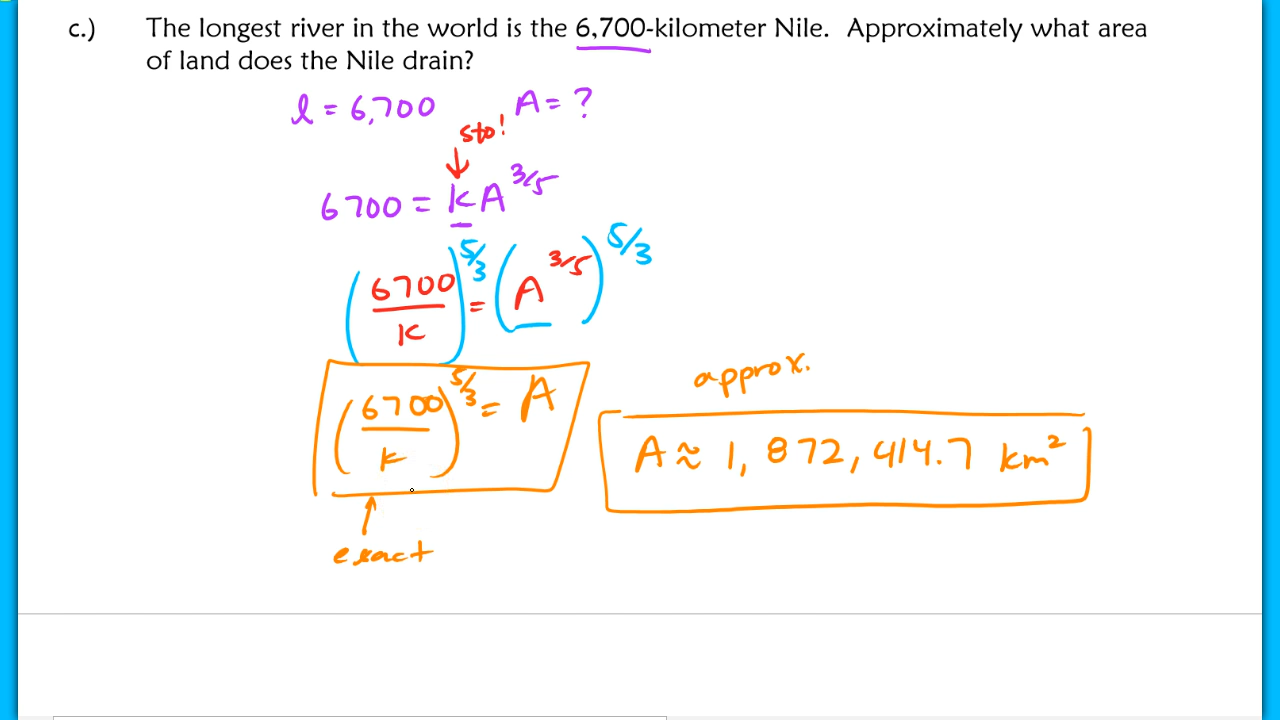 c.) The longest river in the world is the 6,700-kilometer Nile. Approximately what area
of land does the Nile drain?
l = 6,700 A = ?
sto!
6700 = kA^3/5
(6700/k)^5/3 = (A^3/5)^5/3
(6700/k)^5/3 = A
approx.
A ≈ 1,872,414.7 km²
exact